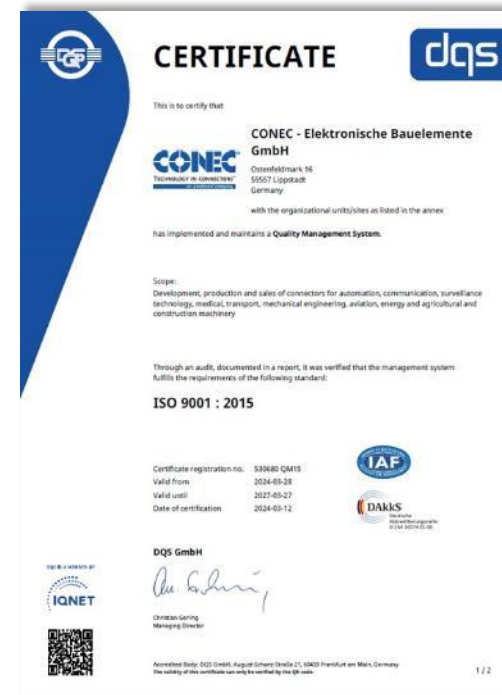 DQS
CERTIFICATE
dqs
This is to certify that
CONEC
TECHNOLOGY IN CONNECTORS
CONEC - Elektronische Bauelemente
GmbH
Ostenfeldmark 16
59557 Lippstadt
Germany
with the organizational units/sites as listed in the annex
has implemented and maintains a Quality Management System.
Scope:
Development, production and sales of connectors for automation, communication, surveillance
technology, medical, transport, mechanical engineering, aviation, energy and agricultural and
construction machinery
Through an audit, documented in a report, it was verified that the management system
fulfills the requirements of the following standard:
ISO 9001 : 2015
Certificate registration no. 530680 QM15
Valid from 2024-03-28
Valid until 2027-03-27
Date of certification 2024-03-12
IAF
DAkkS
Deutsche
Akkreditierungsstelle
DQS GmbH
DQS IS A MEMBER OF
IQNET
Christian Gerling
Managing Director
Accredited Body: DQS GmbH, August-Schanz-Straße 21, 60433 Frankfurt am Main, Germany
The validity of this certificate can only be verified by the QR-code.
1 / 2